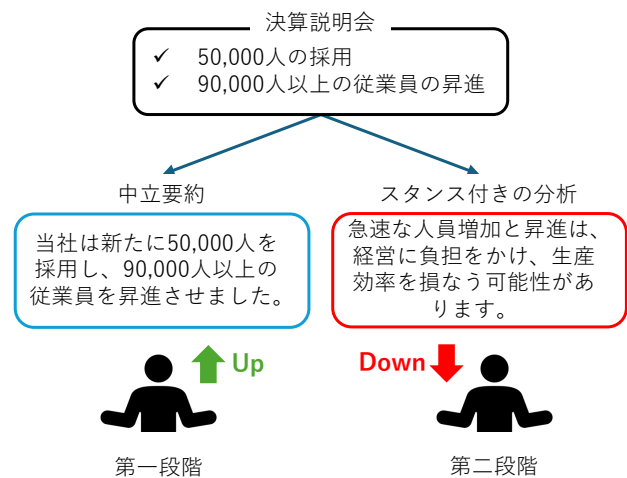 決算説明会
✓ 50,000人の採用
✓ 90,000人以上の従業員の昇進
中立要約
当社は新たに50,000人を
採用し、90,000人以上の
従業員を昇進させました。
Up
第一段階
スタンス付きの分析
急速な人員増加と昇進は、
経営に負担をかけ、生産
効率を損なう可能性があ
ります。
Down
第二段階